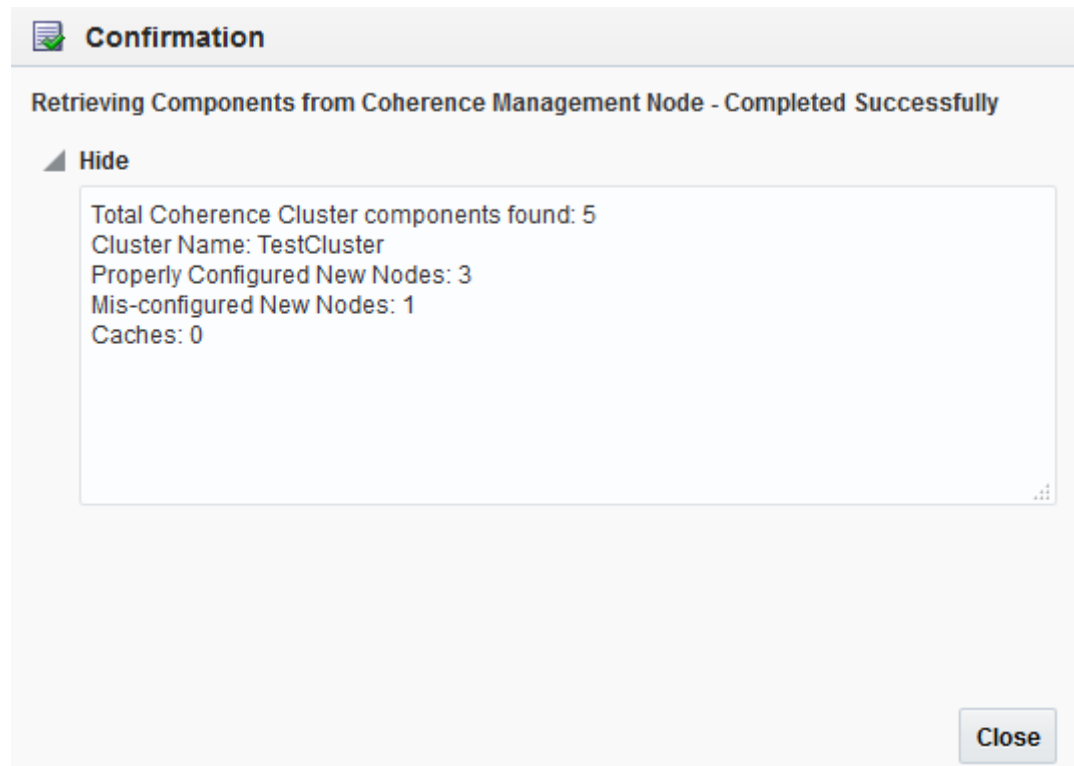 Confirmation
Retrieving Components from Coherence Management Node - Completed Successfully
Hide
Total Coherence Cluster components found: 5
Cluster Name: TestCluster
Properly Configured New Nodes: 3
Mis-configured New Nodes: 1
Caches: 0
Close